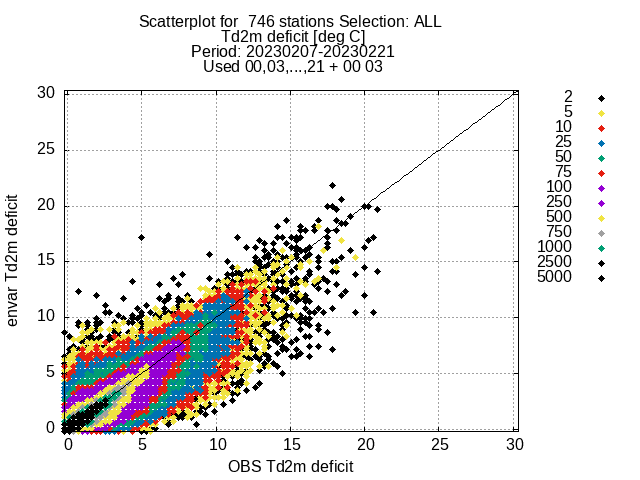 Scatterplot for  746 stations Selection: ALL
Td2m deficit [deg C]
Period: 20230207-20230221
Used 00,03,...,21 + 00 03
envar Td2m deficit
30
25
20
15
10
5
0
0 5 10 15 20 25 30
OBS Td2m deficit
2
5
10
25
50
75
100
250
500
750
1000
2500
5000